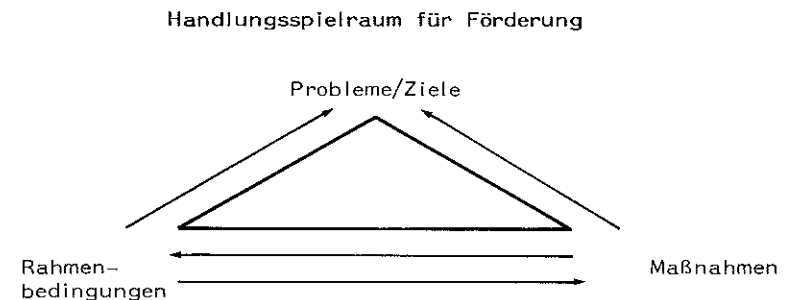 Handlungsspielraum für Förderung
Probleme/Ziele
Rahmen-
bedingungen
Maßnahmen